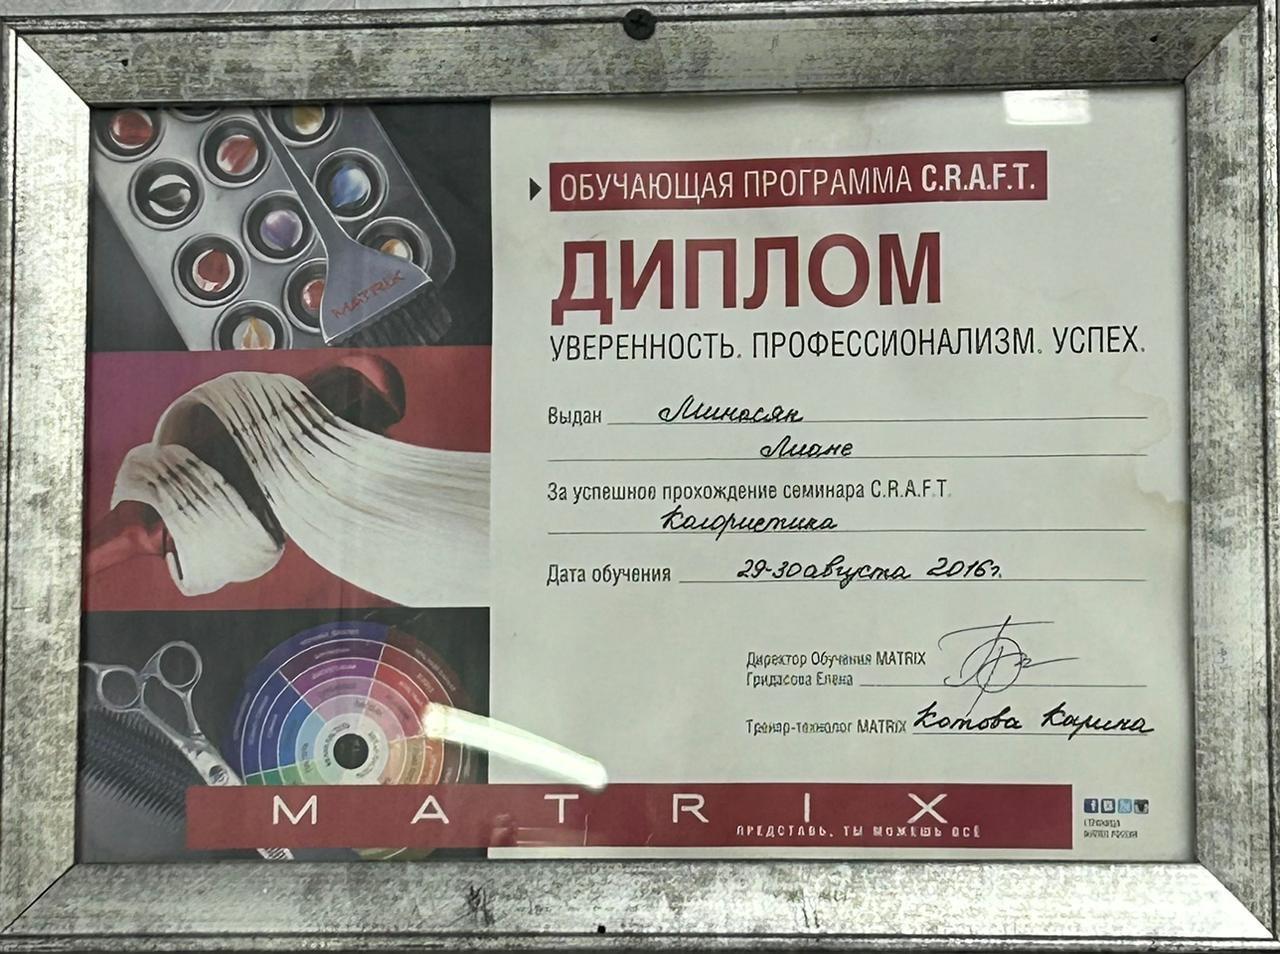 MATRIX
ОБУЧАЮЩАЯ ПРОГРАММА C.R.A.F.T.
ДИПЛОМ
УВЕРЕННОСТЬ. ПРОФЕССИОНАЛИЗМ. УСПЕХ.
Выдан Минасян
Лиане
За успешное прохождение семинара C.R.A.F.T.
Колористика
Дата обучения 29-30 августа 2016г.
Директор Обучения MATRIX
Гридасова Елена
Тренер-технолог MATRIX Котова Карина
MATRIX
ПРЕДСТАВЬ. ТЫ МОЖЕШЬ ВСЁ